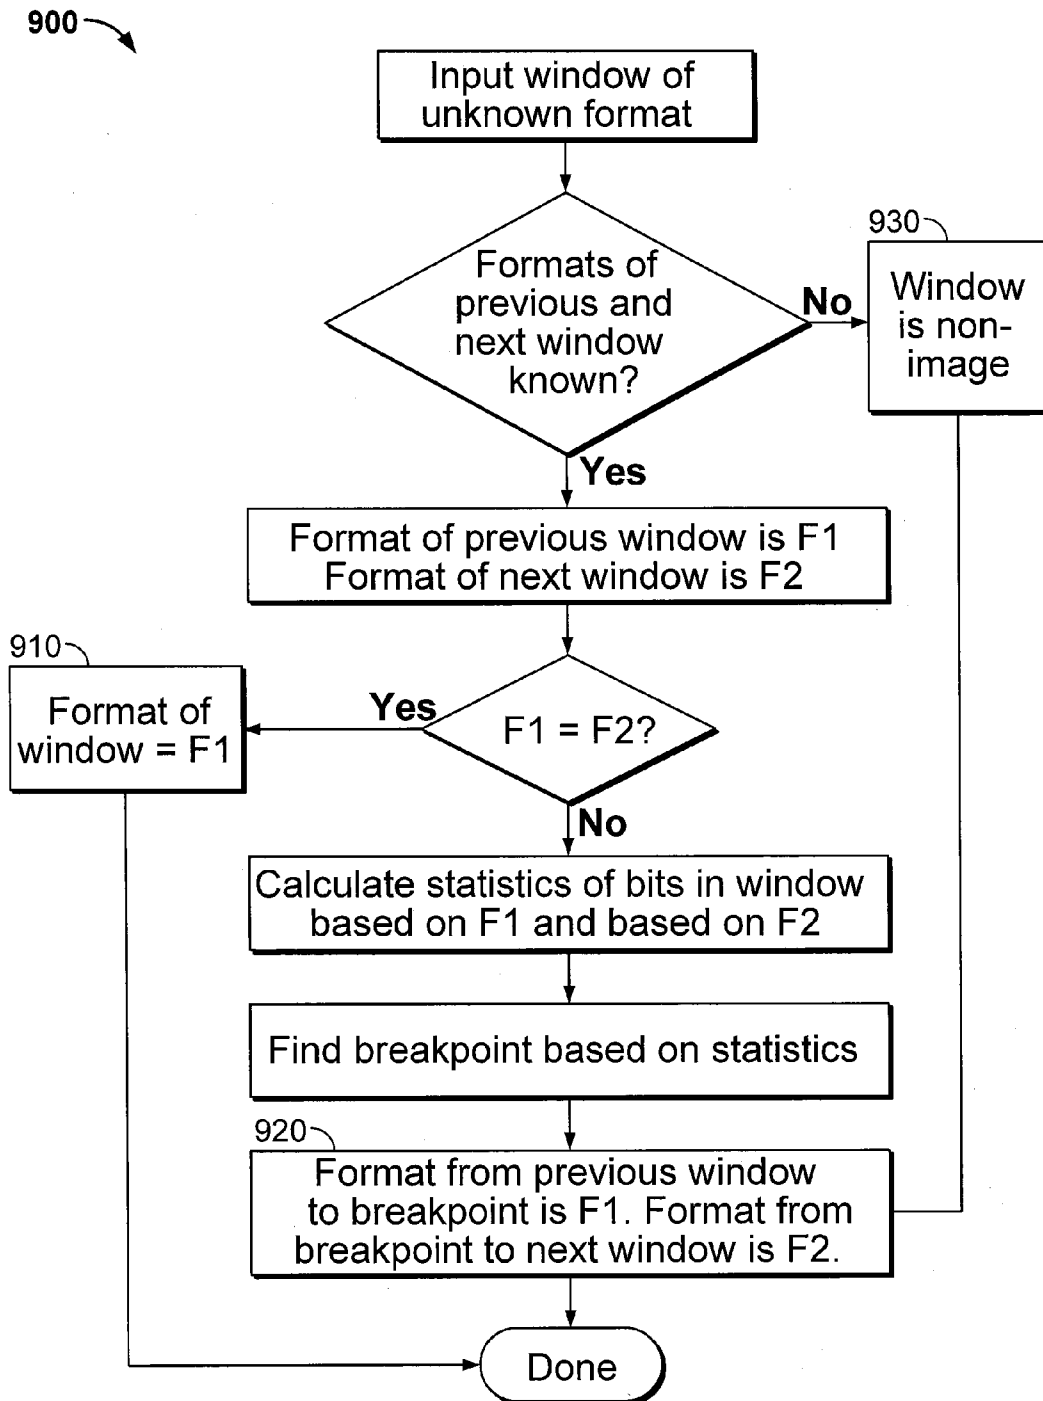 900
Input window of
unknown format
Formats of
previous and
next window
known?
No
930
Window
is non-
image
Yes
Format of previous window is F1
Format of next window is F2
910
Format of
window = F1
Yes
F1 = F2?
No
Calculate statistics of bits in window
based on F1 and based on F2
Find breakpoint based on statistics
920
Format from previous window
to breakpoint is F1. Format from
breakpoint to next window is F2.
Done